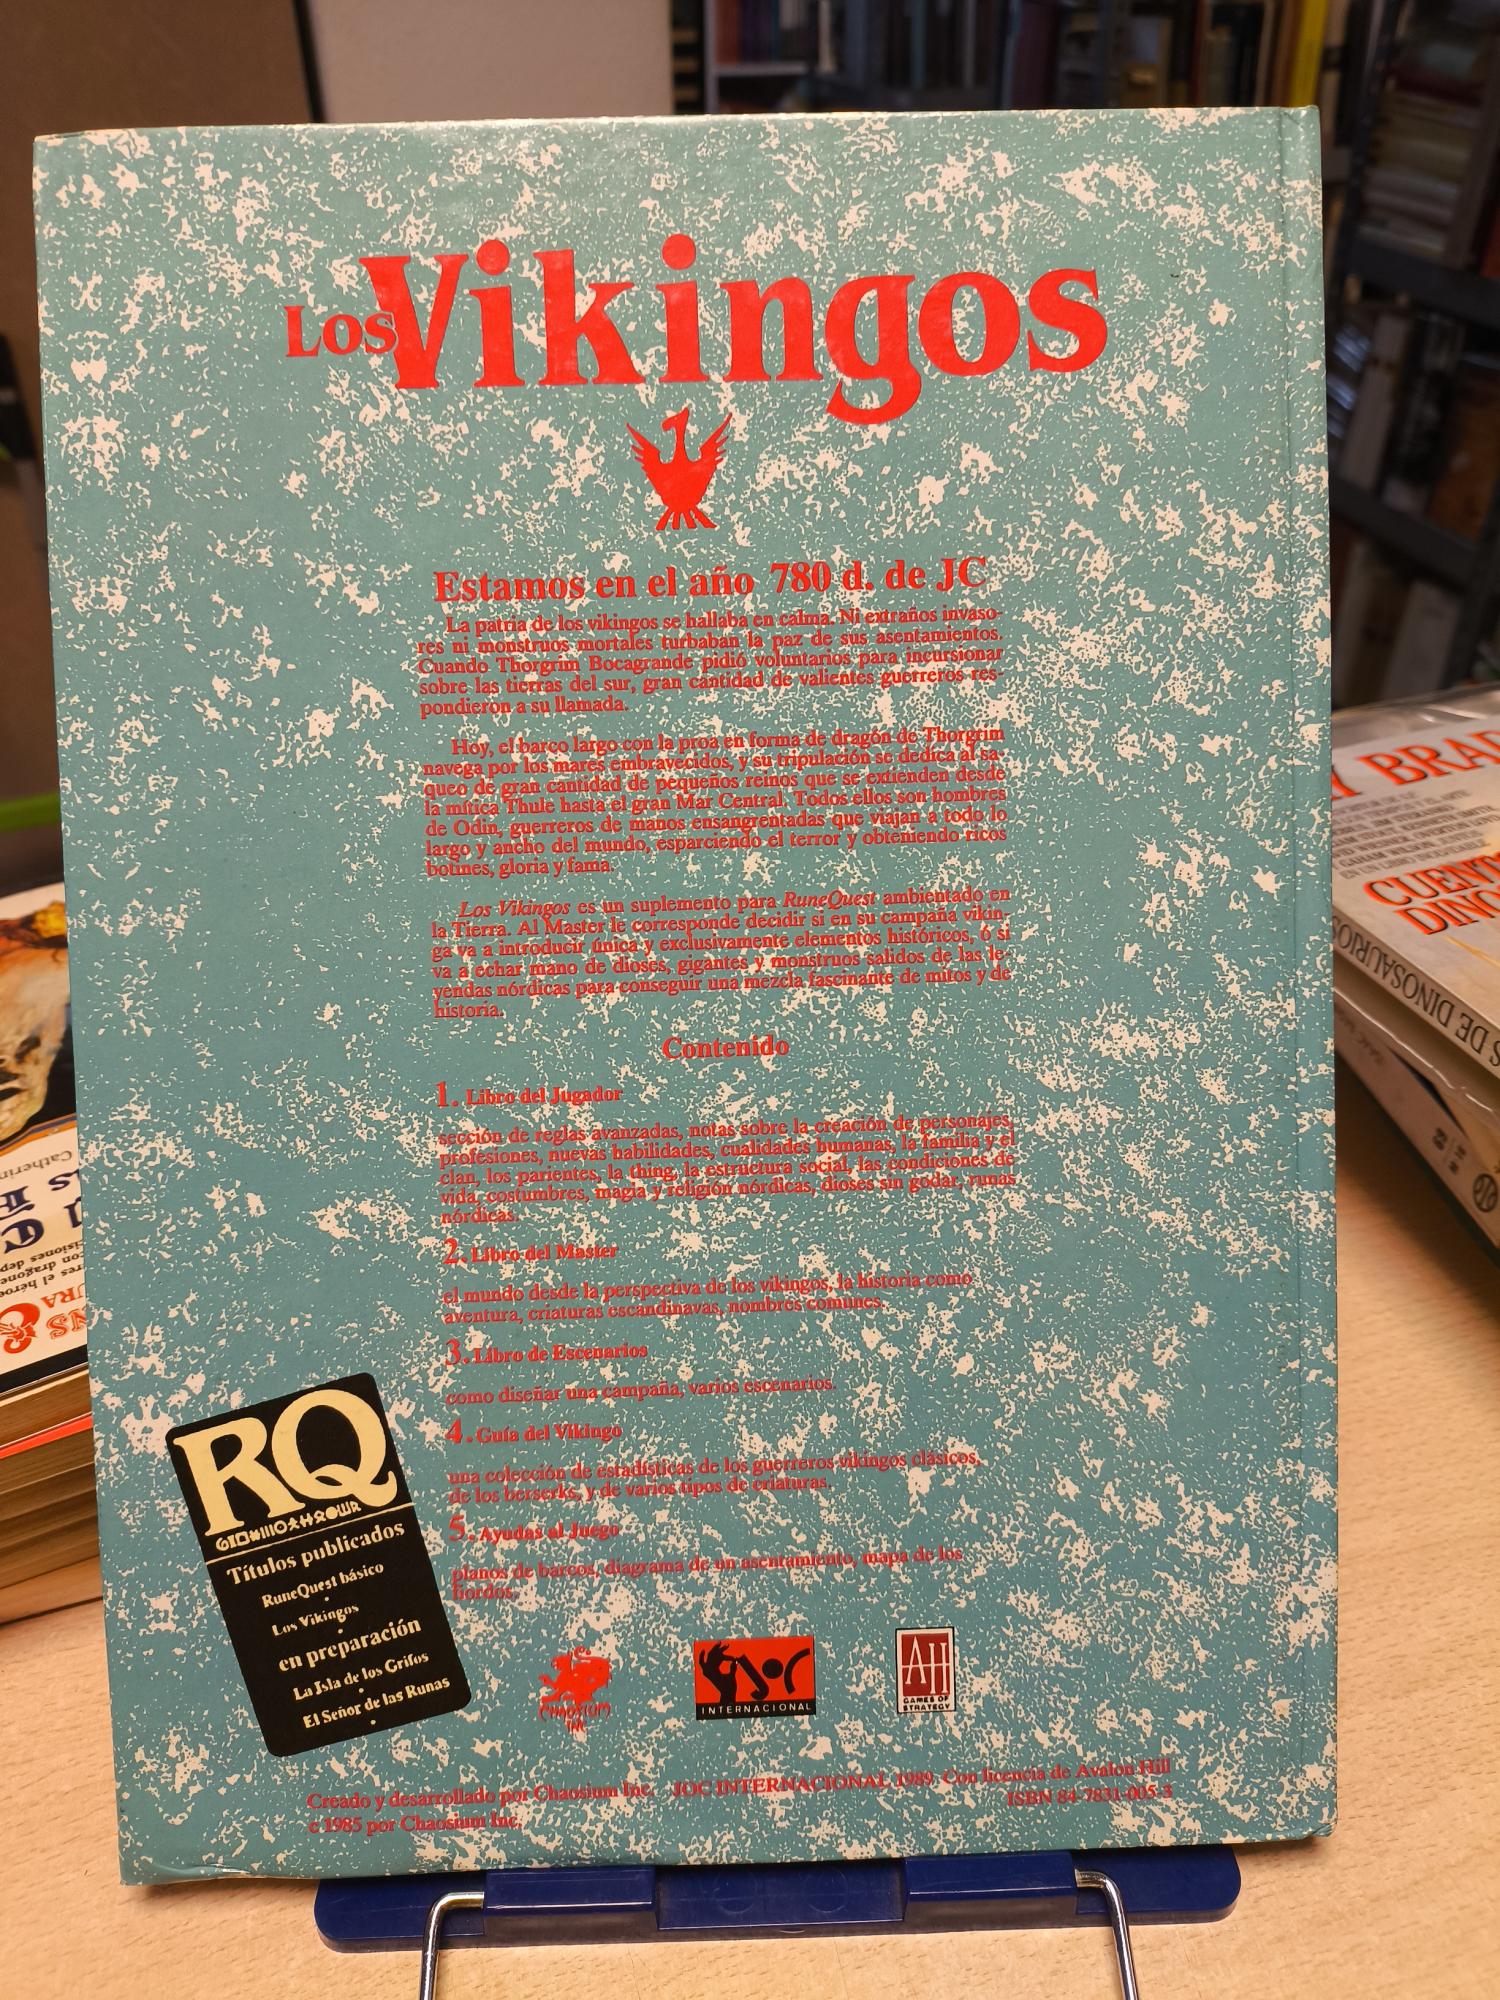 Los Vikingos
Estamos en el año 780 d. de JC
La patria de los vikingos se hallaba en calma. Ni extraños invaso-
res ni monstruos mortales turbaban la paz de sus asentamientos.
Cuando Thorgrim Bocagrande pidió voluntarios para incursionar
sobre las tierras del sur, gran cantidad de valientes guerreros res-
pondieron a su llamada.
Hoy, el barco largo con la proa en forma de dragón de Thorgrim
navega por los mares embravecidos, y su tripulación se dedica al sa-
queo de gran cantidad de pequeños reinos que se extienden desde
la mítica Thule hasta el gran Mar Central. Todos ellos son hombres
de Odin, guerreros de manos ensangrentadas que viajan a todo lo
largo y ancho del mundo, esparciendo el terror y obteniendo ricos
botines, gloria y fama.
Los Vikingos es un suplemento para RuneQuest ambientado en
la Tierra. Al Master le corresponde decidir si en su campaña vikin-
ga va a introducir única y exclusivamente elementos históricos, ó si
va a echar mano de dioses, gigantes y monstruos salidos de las le-
yendas nórdicas para conseguir una mezcla fascinante de mitos y de
historia.
Contenido
1. Libro del Jugador
sección de reglas avanzadas, notas sobre la creación de personajes,
profesiones, nuevas habilidades, cualidades humanas, la familia y el
clan, los parientes, la thing, la estructura social, las condiciones de
vida, costumbres, magia y religión nórdicas, dioses sin godar, runas
nórdicas.
2. Libro del Master
el mundo desde la perspectiva de los vikingos, la historia como
aventura, criaturas escandinavas, nombres comunes.
3. Libro de Escenarios
como diseñar una campaña, varios escenarios.
4. Guía del Vikingo
una colección de estadísticas de los guerreros vikingos clásicos,
de los berserks, y de varios tipos de criaturas.
5. Ayudas al Juego
planos de barcos, diagrama de un asentamiento, mapa de los
fiordos.
RQ
Títulos publicados
RuneQuest básico
Los Vikingos
en preparación
La Isla de los Grifos
El Señor de las Runas
CHAOSIUM
INC
JOC
INTERNACIONAL
AH
GAMES OF
STRATEGY
Creado y desarrollado por Chaosium Inc. JOC INTERNACIONAL 1989. Con licencia de Avalon Hill
c 1985 por Chaosium Inc. ISBN 84-7831-005-3
Y BRAD
CUENT
DINO
S DE DINOSAURIOS
Catherin